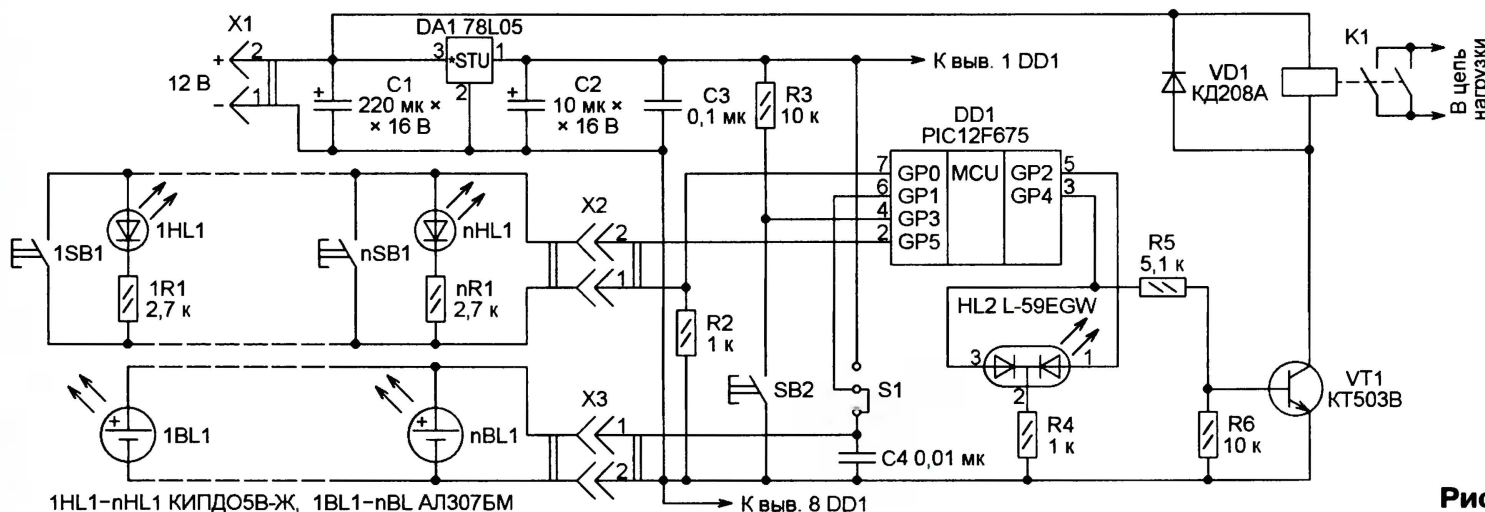 X1
+
2
12 В
−
1
DA1 78L05
3
*STU
1
2
+
C1
220 мк ×
× 16 В
+
C2
10 мк ×
× 16 В
C3
0,1 мк
R3
10 к
К выв. 1 DD1
DD1
PIC12F675
7
GP0
MCU
GP2
5
6
GP1
GP4
3
4
GP3
2
GP5
VD1
КД208А
K1
В цепь
нагрузки
1SB1
1HL1
1R1
2,7 к
nSB1
nHL1
nR1
2,7 к
X2
2
1
R2
1 к
SB2
S1
R5
5,1 к
HL2 L-59EGW
3
1
2
R4
1 к
R6
10 к
VT1
КТ503В
+
1BL1
+
nBL1
X3
1
2
C4 0,01 мк
1HL1−nHL1 КИПДО5В-Ж, 1BL1−nBL АЛ307БМ
К выв. 8 DD1
Рис